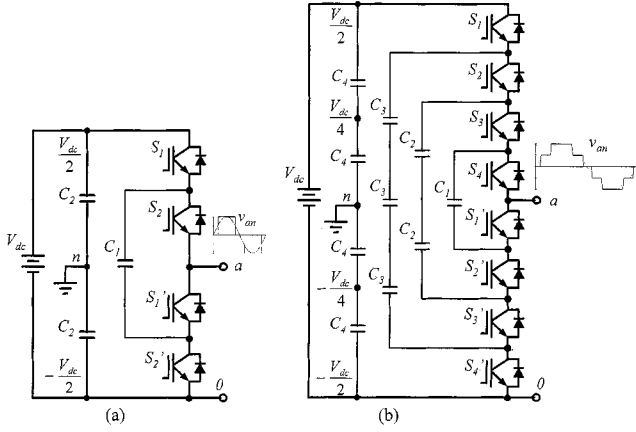 V_dc/2
S_1
C_2
S_2
v_an
V_dc
n
C_1
a
C_2
S_1'
S_2'
-V_dc/2
0
(a)
V_dc/2
S_1
C_4
S_2
C_3
V_dc/4
S_3
C_2
v_an
C_4
S_4
V_dc
n
C_3
C_1
a
S_1'
C_4
C_2
S_2'
-V_dc/4
C_3
S_3'
C_4
S_4'
-V_dc/2
0
(b)